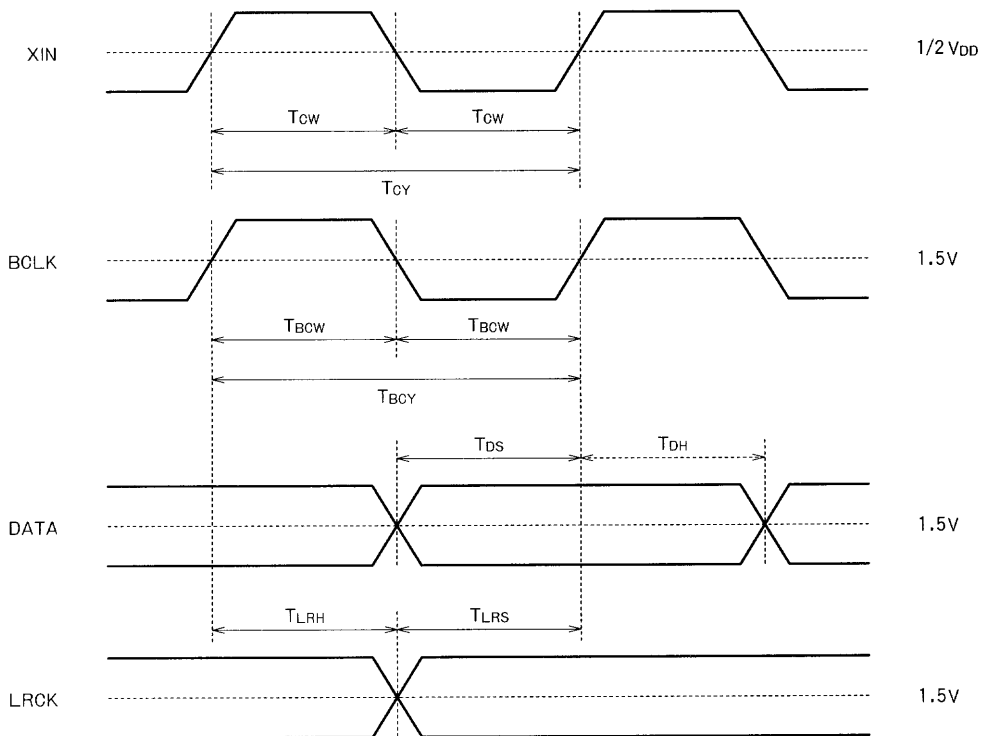 XIN
1/2 VDD
TCW
TCW
TCY
BCLK
1.5V
TBCW
TBCW
TBCY
TDS
TDH
DATA
1.5V
TLRH
TLRS
LRCK
1.5V